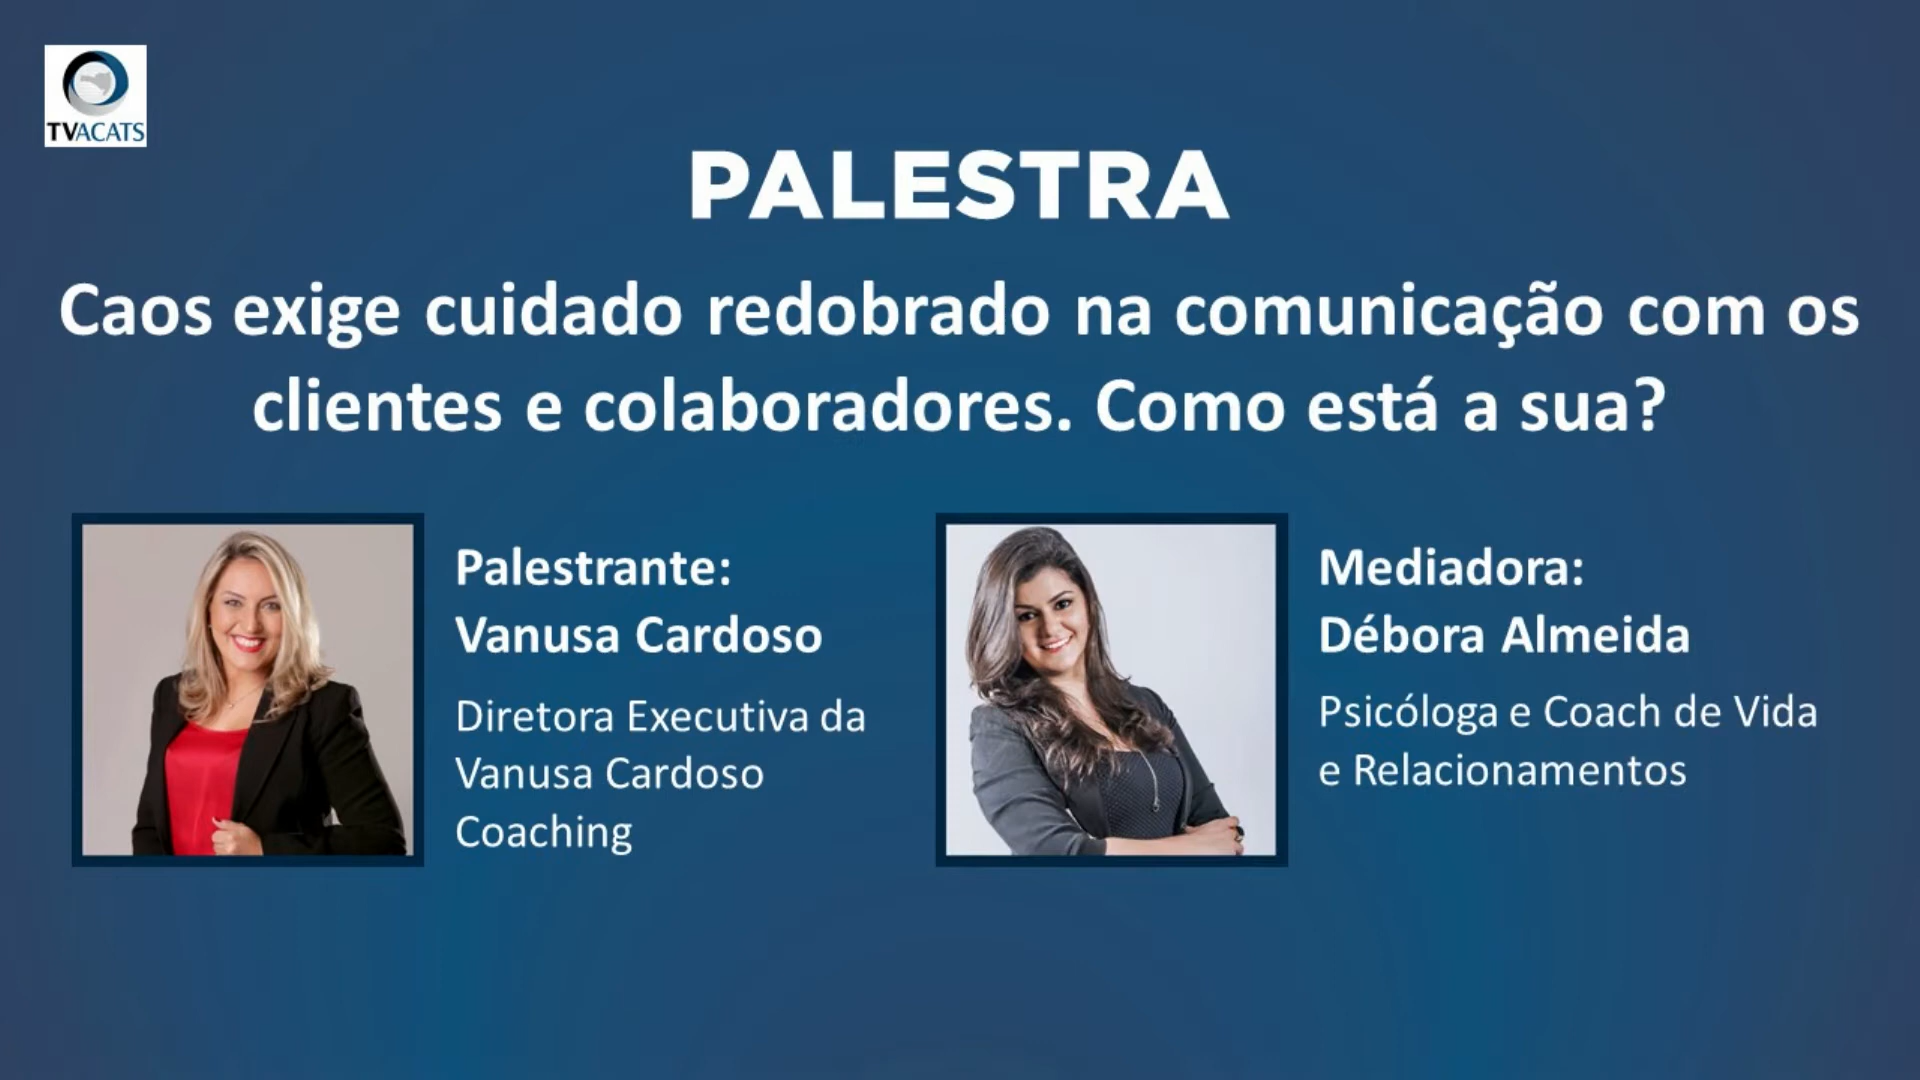 TVACATS
PALESTRA
Caos exige cuidado redobrado na comunicação com os
clientes e colaboradores. Como está a sua?
Palestrante:
Vanusa Cardoso
Diretora Executiva da
Vanusa Cardoso
Coaching
Mediadora:
Débora Almeida
Psicóloga e Coach de Vida
e Relacionamentos